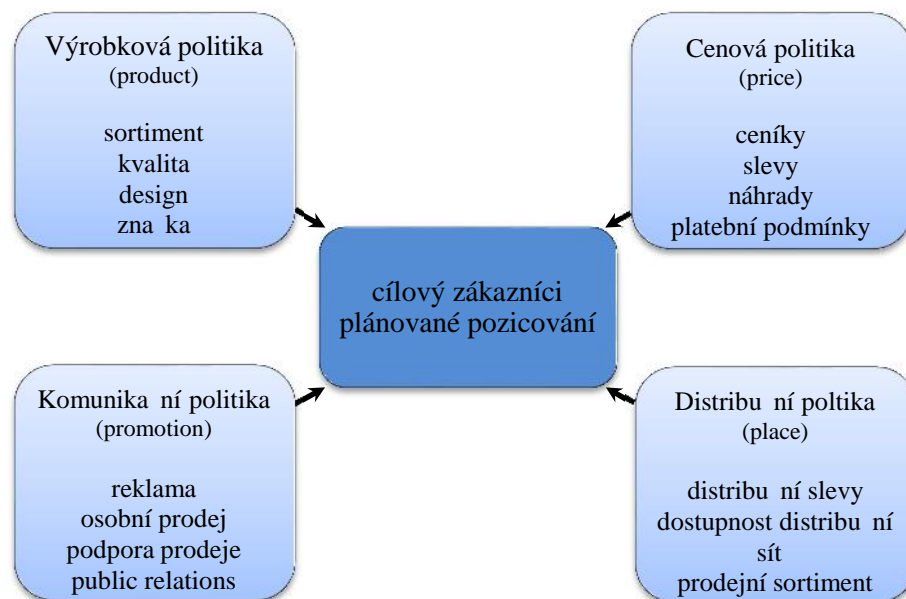 Výrobková politika
(product)
sortiment
kvalita
design
zna ka
Cenová politika
(price)
ceníky
slevy
náhrady
platební podmínky
cílový zákazníci
plánované pozicování
Komunika ní politika
(promotion)
reklama
osobní prodej
podpora prodeje
public relations
Distribu ní poltika
(place)
distribu ní slevy
dostupnost distribu ní
sít
prodejní sortiment